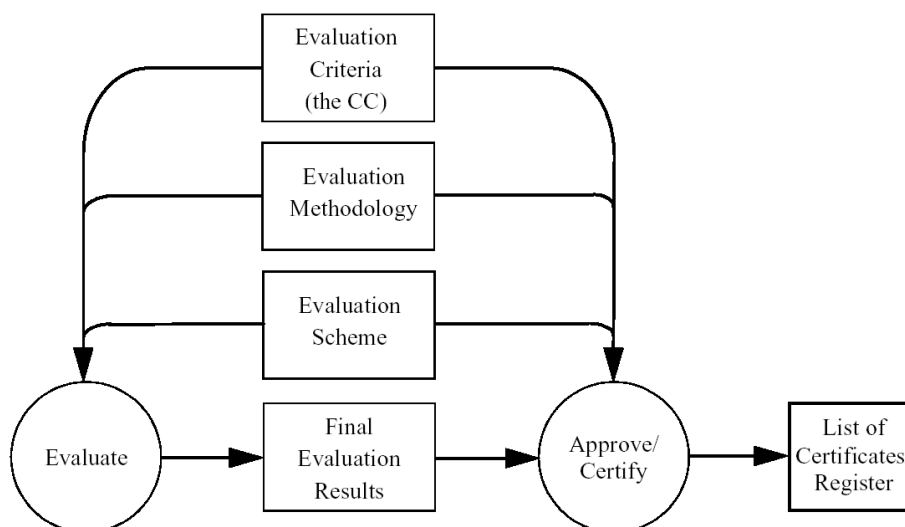 Evaluation
Criteria
(the CC)
Evaluation
Methodology
Evaluation
Scheme
Evaluate
Final
Evaluation
Results
Approve/
Certify
List of
Certificates/
Register